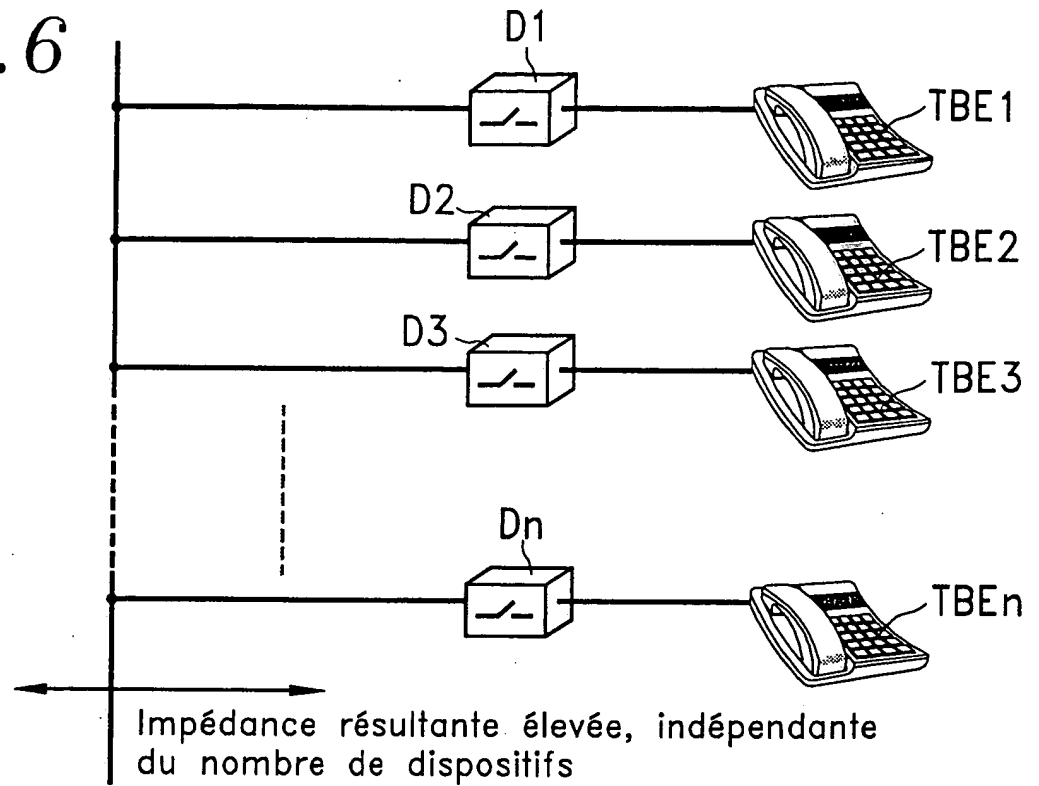 . 6
D1
TBE1
D2
TBE2
D3
TBE3
Dn
TBEn
Impédance résultante élevée, indépendante
du nombre de dispositifs